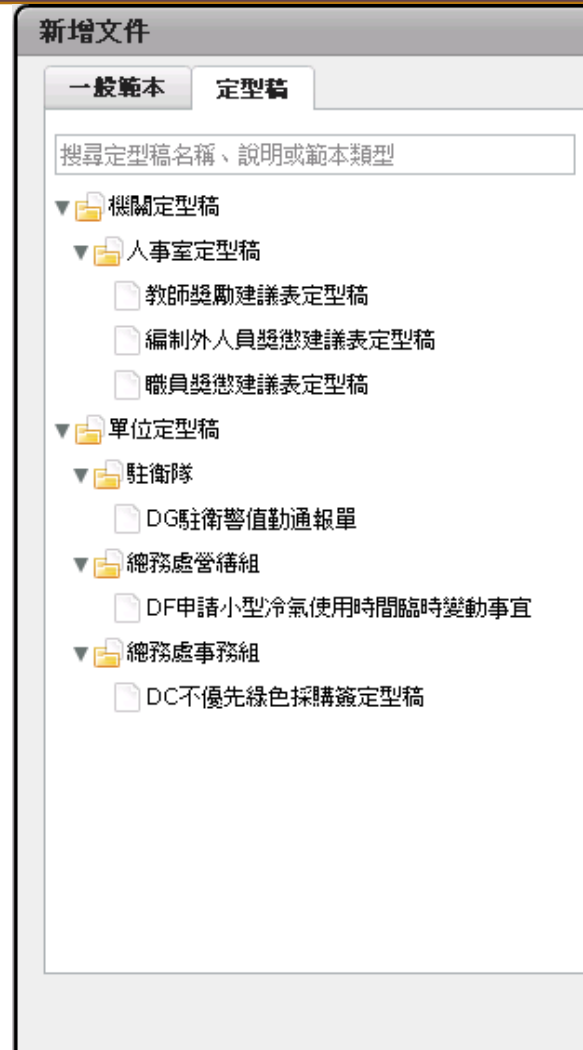 新增文件
一般範本 定型稿
搜尋定型稿名稱、說明或範本類型
機關定型稿
人事室定型稿
教師獎勵建議表定型稿
編制外人員獎懲建議表定型稿
職員獎懲建議表定型稿
單位定型稿
駐衛隊
DG駐衛警值勤通報單
總務處營繕組
DF申請小型冷氣使用時間臨時變動事宜
總務處事務組
DC不優先綠色採購簽定型稿